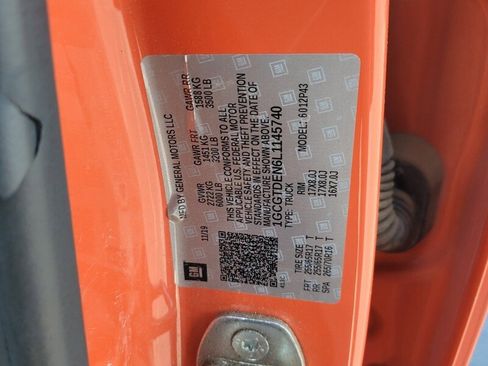 MFD BY GENERAL MOTORS LLC
11/19
GVWR GAWR FRT GAWR RR
2722 KG 1451 KG 1588 KG
6000 LB 3200 LB 3500 LB
THIS VEHICLE CONFORMS TO ALL
APPLICABLE U.S. FEDERAL MOTOR
VEHICLE SAFETY AND THEFT PREVENTION
STANDARDS IN EFFECT ON THE DATE OF
MANUFACTURE SHOWN ABOVE.
1GCGTDEN6L1145740
TYPE: TRUCK MODEL: 6012P43
GM
TIRE SIZE RIM
FRT 255/65R17 T 17X8.0J
RR 255/65R17 T 17X8.0J
SPA 265/70R16 T 16X7.0J